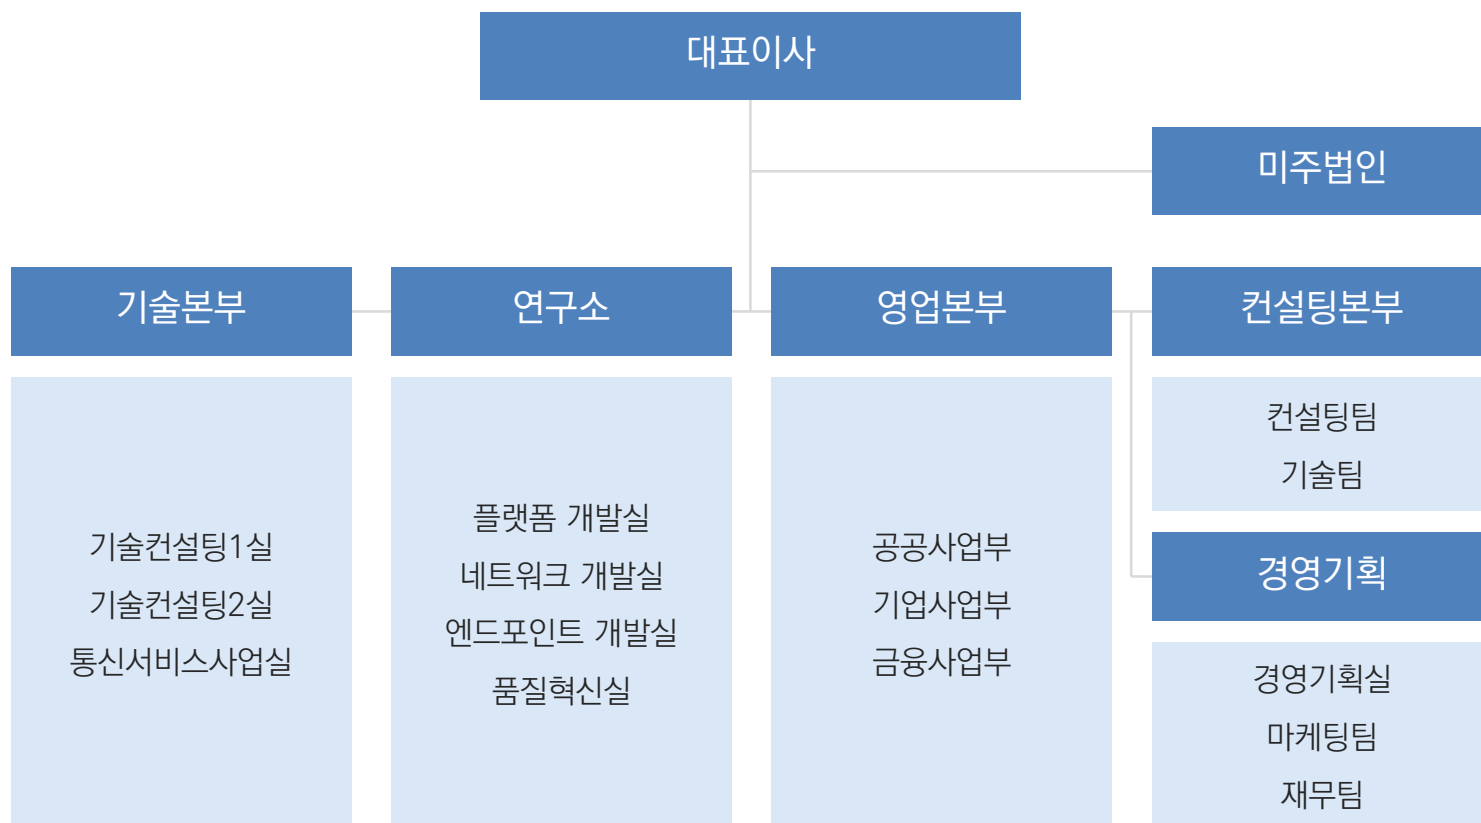 대표이사
미주법인
기술본부
기술컨설팅1실
기술컨설팅2실
통신서비스사업실
연구소
플랫폼 개발실
네트워크 개발실
엔드포인트 개발실
품질혁신실
영업본부
공공사업부
기업사업부
금융사업부
컨설팅본부
컨설팅팀
기술팀
경영기획
경영기획실
마케팅팀
재무팀